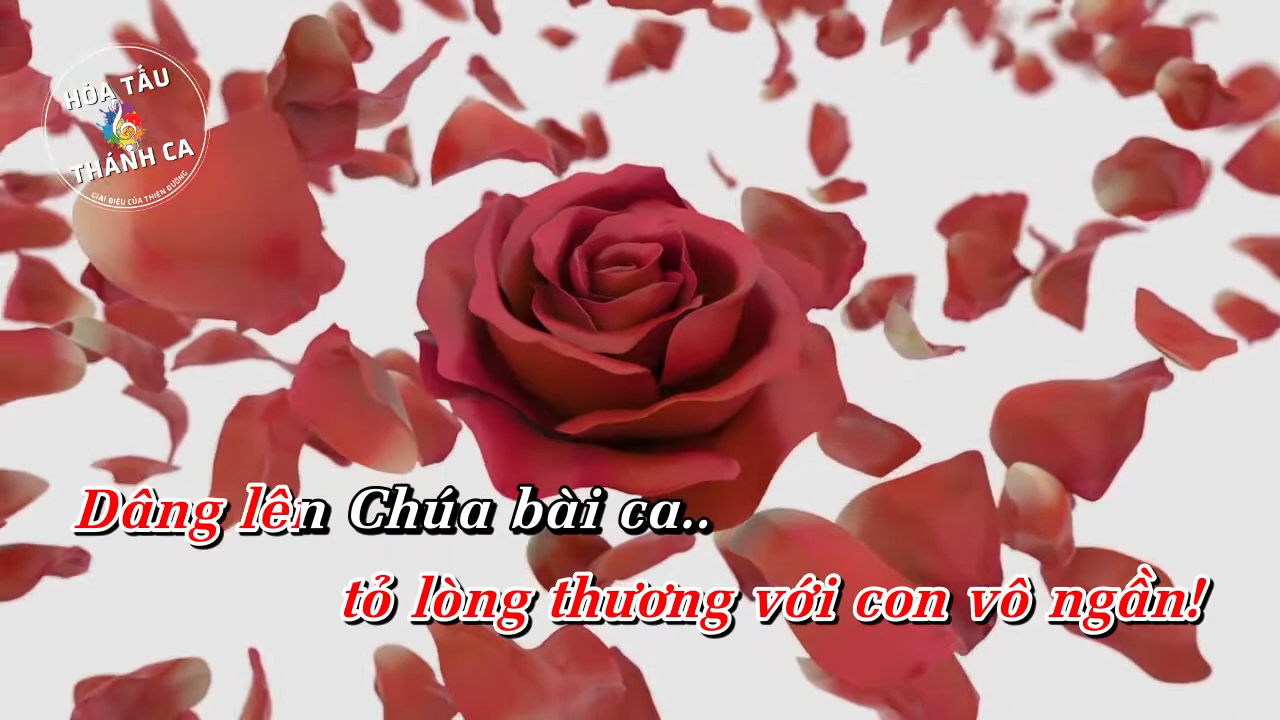 HÒA TẤU
THÁNH CA
GIAI ĐIỆU CỦA THIÊN ĐƯỜNG
Dâng lên Chúa bài ca..
tỏ lòng thương với con vô ngần!